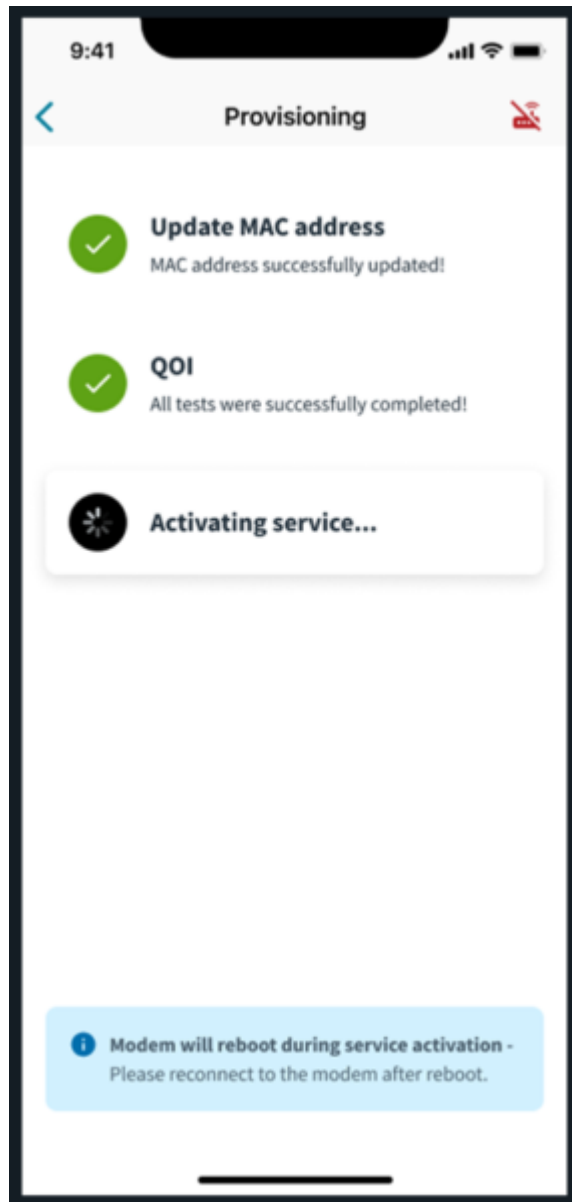 9:41
Provisioning
Update MAC address
MAC address successfully updated!
QOI
All tests were successfully completed!
Activating service...
Modem will reboot during service activation -
Please reconnect to the modem after reboot.